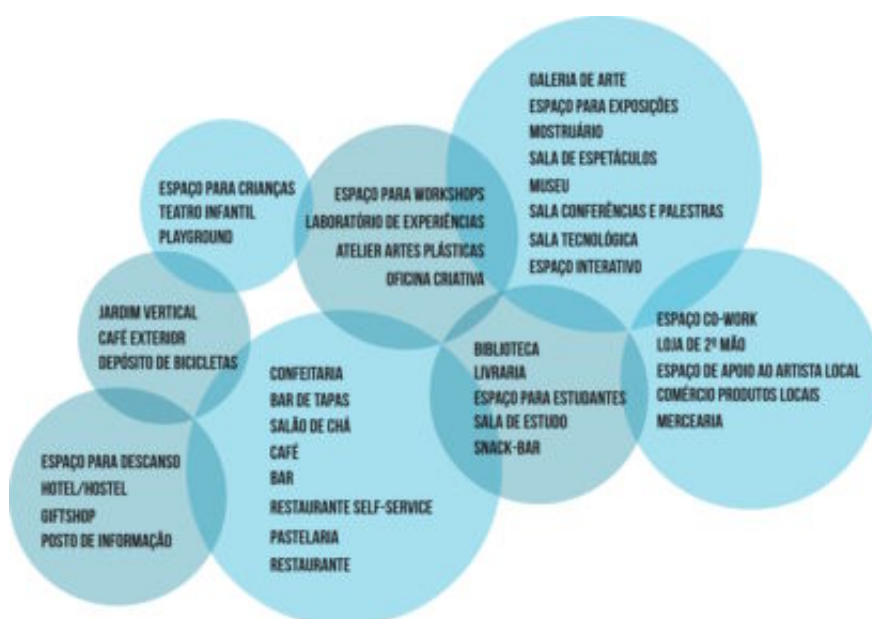 GALERIA DE ARTE
ESPAÇO PARA EXPOSIÇÕES
MOSTRUÁRIO
SALA DE ESPETÁCULOS
MUSEU
SALA CONFERÊNCIAS E PALESTRAS
SALA TECNOLÓGICA
ESPAÇO INTERATIVO
ESPAÇO PARA CRIANÇAS
TEATRO INFANTIL
PLAYGROUND
ESPAÇO PARA WORKSHOPS
LABORATÓRIO DE EXPERIÊNCIAS
ATELIER ARTES PLÁSTICAS
OFICINA CRIATIVA
JARDIM VERTICAL
CAFÉ EXTERIOR
DEPÓSITO DE BICICLETAS
CONFEITARIA
BAR DE TAPAS
SALÃO DE CHÁ
CAFÉ
BAR
RESTAURANTE SELF-SERVICE
PASTELARIA
RESTAURANTE
BIBLIOTECA
LIVRARIA
ESPAÇO PARA ESTUDANTES
SALA DE ESTUDO
SNACK-BAR
ESPAÇO CO-WORK
LOJA DE 2º MÃO
ESPAÇO DE APOIO AO ARTISTA LOCAL
COMÉRCIO PRODUTOS LOCAIS
MERCEARIA
ESPAÇO PARA DESCANSO
HOTEL/HOSTEL
GIFTSHOP
POSTO DE INFORMAÇÃO